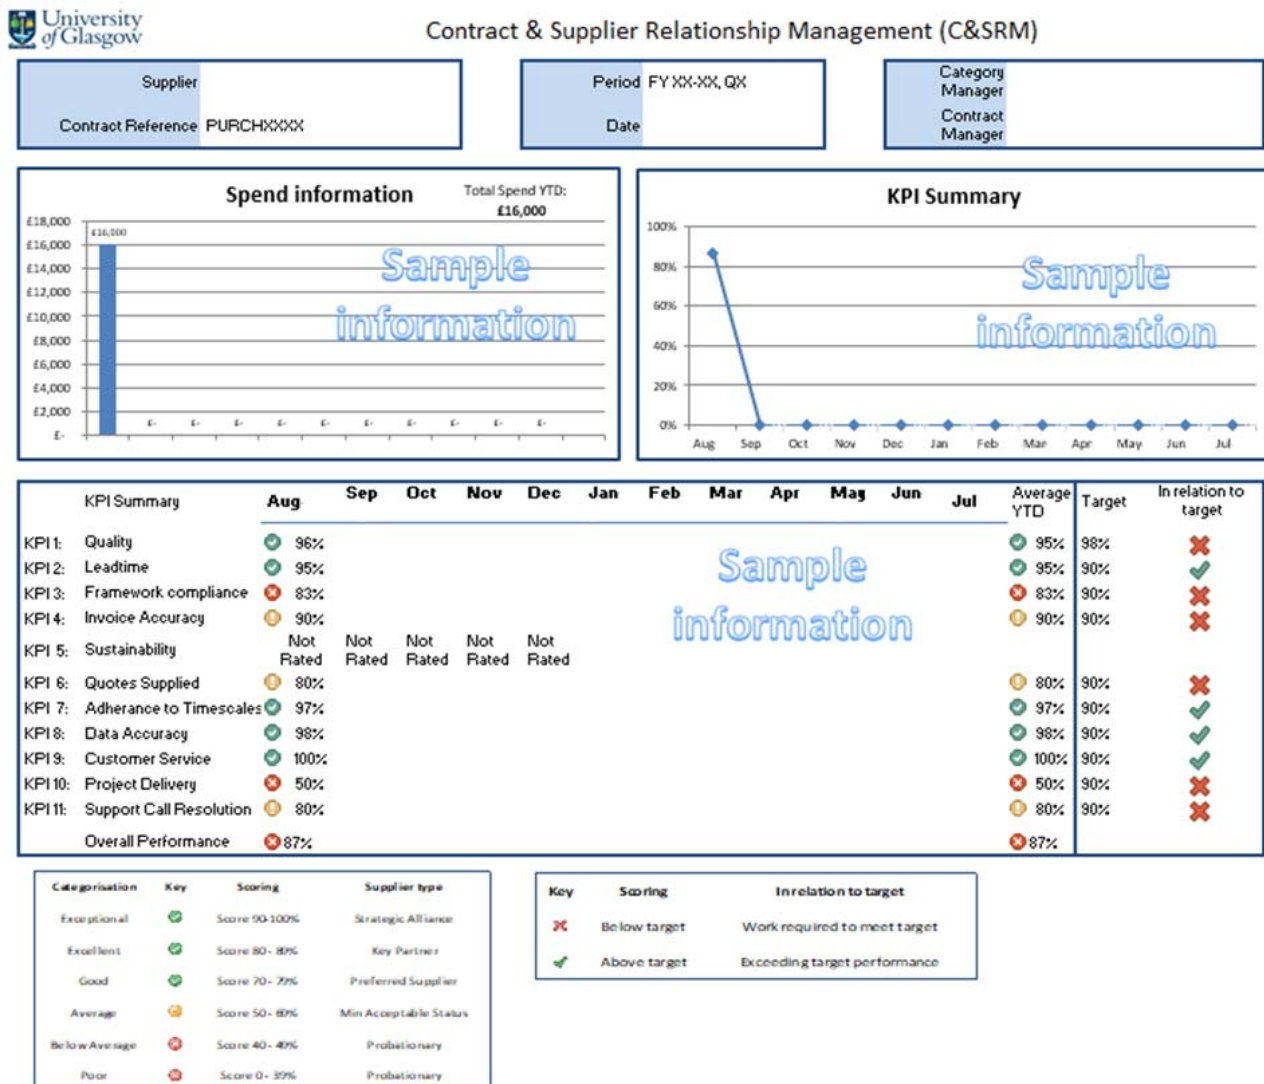 University
of Glasgow
Contract & Supplier Relationship Management (C&SRM)
Supplier
Contract Reference PURCHXXXX
Period FY XX-XX, QX
Date
Category
Manager
Contract
Manager
Spend information
Total Spend YTD:
£16,000
£18,000
£16,000
£14,000
£12,000
£10,000
£8,000
£6,000
£4,000
£2,000
£-
£16,000
£- £- £- £- £- £- £- £- £- £-
Sample
information
KPI Summary
100%
80%
60%
40%
20%
0%
Aug Sep Oct Nov Dec Jan Feb Mar Apr May Jun Jul
Sample
information
KPI Summary Aug Sep Oct Nov Dec Jan Feb Mar Apr May Jun Jul Average YTD Target In relation to target
KPI 1: Quality 96% 95% 98%
KPI 2: Leadtime 95% 95% 90%
KPI 3: Framework compliance 83% 83% 90%
KPI 4: Invoice Accuracy 90% 90% 90%
KPI 5: Sustainability Not Rated Not Rated Not Rated Not Rated Not Rated
KPI 6: Quotes Supplied 80% 80% 90%
KPI 7: Adherance to Timescales 97% 97% 90%
KPI 8: Data Accuracy 98% 98% 90%
KPI 9: Customer Service 100% 100% 90%
KPI 10: Project Delivery 50% 50% 90%
KPI 11: Support Call Resolution 80% 80% 90%
Overall Performance 87% 87%
Sample
information
Categorisation Key Scoring Supplier type
Exceptional Score 90-100% Strategic Alliance
Excellent Score 80- 89% Key Partner
Good Score 70- 79% Preferred Supplier
Average Score 50- 69% Min Acceptable Status
Below Average Score 40- 49% Probationary
Poor Score 0- 39% Probationary
Key Scoring In relation to target
Below target Work required to meet target
Above target Exceeding target performance